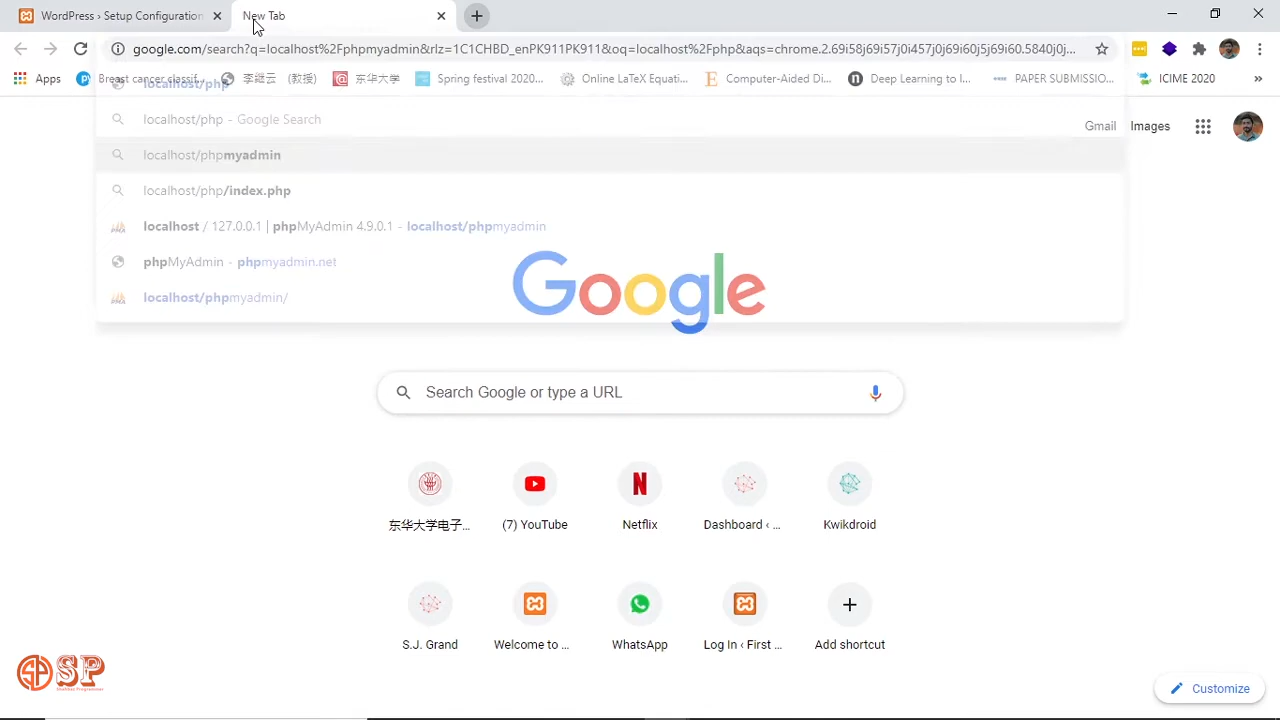 WordPress › Setup Configuration
New Tab
google.com/search?q=localhost%2Fphpmyadmin&rlz=1C1CHBD_enPK911PK911&oq=localhost%2Fphp&aqs=chrome.2.69i58j69i57j0i457j0j69i60j5j69i60.5840j0j...
Apps
Breast cancer classif...
李继云 (教授)
东华大学
Spring festival 2020...
Online LaTeX Equati...
Computer-Aided Di...
Deep Learning to I...
PAPER SUBMISSIO...
ICIME 2020
»
localhost/php
localhost/php - Google Search
localhost/phpmyadmin
localhost/php/index.php
localhost / 127.0.0.1 | phpMyAdmin 4.9.0.1 - localhost/phpmyadmin
phpMyAdmin - phpmyadmin.net
localhost/phpmyadmin/
Gmail
Images
Google
Search Google or type a URL
东华大学电子...
(7) YouTube
Netflix
Dashboard ‹ ...
Kwikdroid
S.J. Grand
Welcome to ...
WhatsApp
Log In ‹ First ...
Add shortcut
SP
Customize